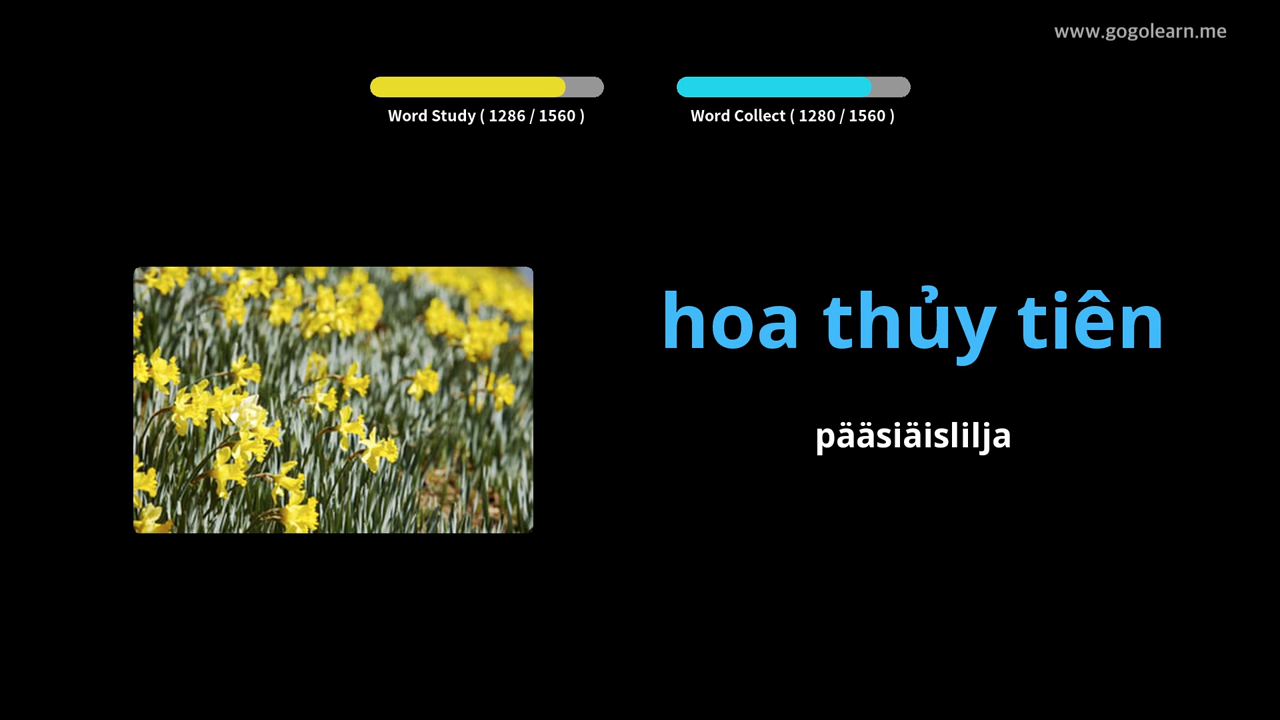 www.gogolearn.me
Word Study ( 1286 / 1560 )
Word Collect ( 1280 / 1560 )
hoa thủy tiên
pääsiäislilja